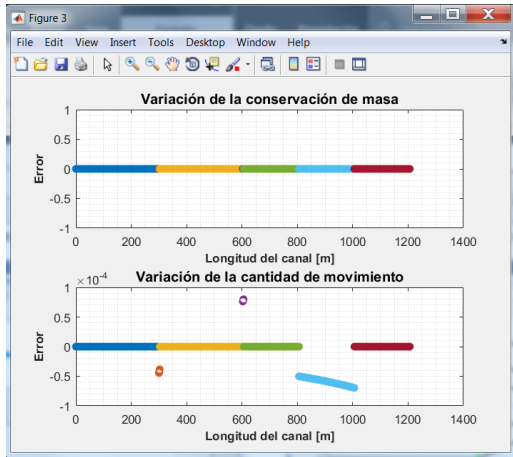 Figure 3
File Edit View Insert Tools Desktop Window Help
Variación de la conservación de masa
1
0.5
0
-0.5
-1
Error
0 200 400 600 800 1000 1200 1400
Longitud del canal [m]
×10⁻⁴ Variación de la cantidad de movimiento
1
0.5
0
-0.5
-1
Error
0 200 400 600 800 1000 1200 1400
Longitud del canal [m]